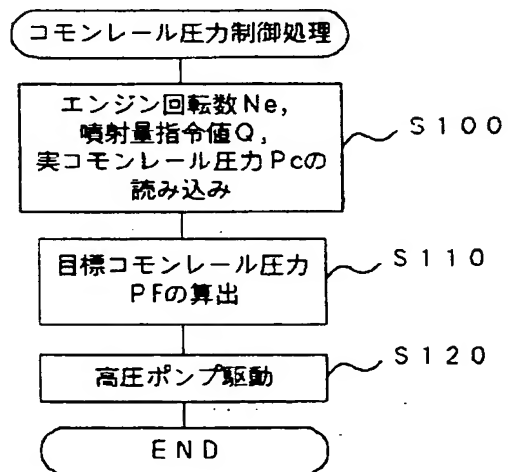 コモンレール圧力制御処理
エンジン回転数Ne,
噴射量指令値Q,
実コモンレール圧力Pcの
読み込み
S100
目標コモンレール圧力
PFの算出
S110
高圧ポンプ駆動
S120
END